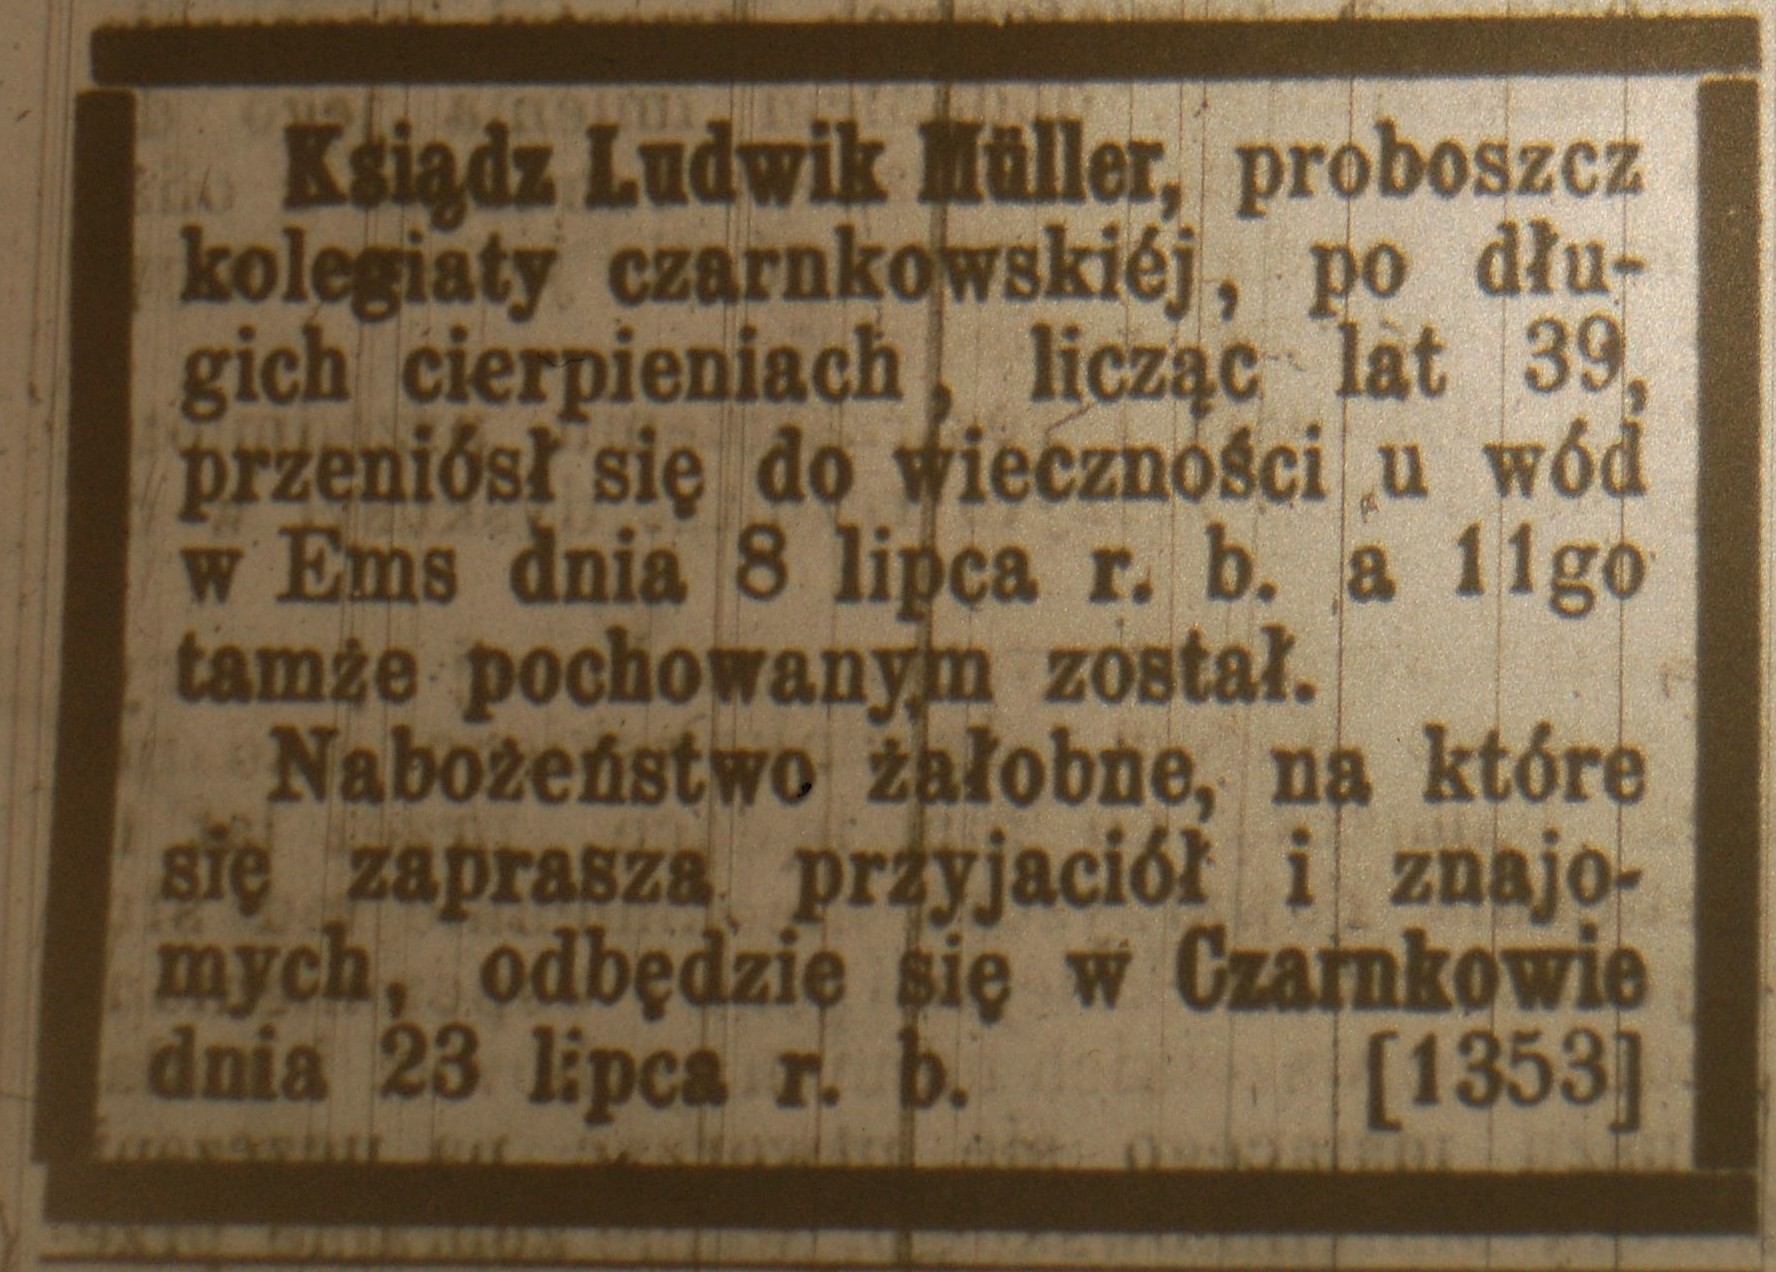 Ksiądz Ludwik Müller, proboszcz
kolegiaty czarnkowskiéj, po dłu-
gich cierpieniach, licząc lat 39,
przeniósł się do wieczności u wód
w Ems dnia 8 lipca r. b. a 11go
tamże pochowanym został.
Nabożeństwo żałobne, na które
się zaprasza przyjaciół i znajo-
mych, odbędzie się w Czarnkowie
dnia 23 lipca r. b. [1353]